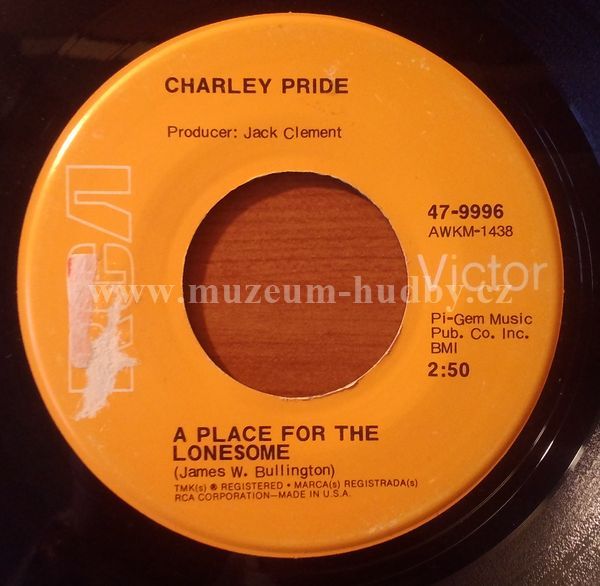 CHARLEY PRIDE
Producer: Jack Clement
RCA
47-9996
AWKM-1438
Victor
www.muzeum-hudby.cz
Pi-Gem Music
Pub. Co. Inc.
BMI
2:50
A PLACE FOR THE
LONESOME
(James W. Bullington)
TMK(s) ® REGISTERED • MARCA(s) REGISTRADA(s)
RCA CORPORATION—MADE IN U.S.A.